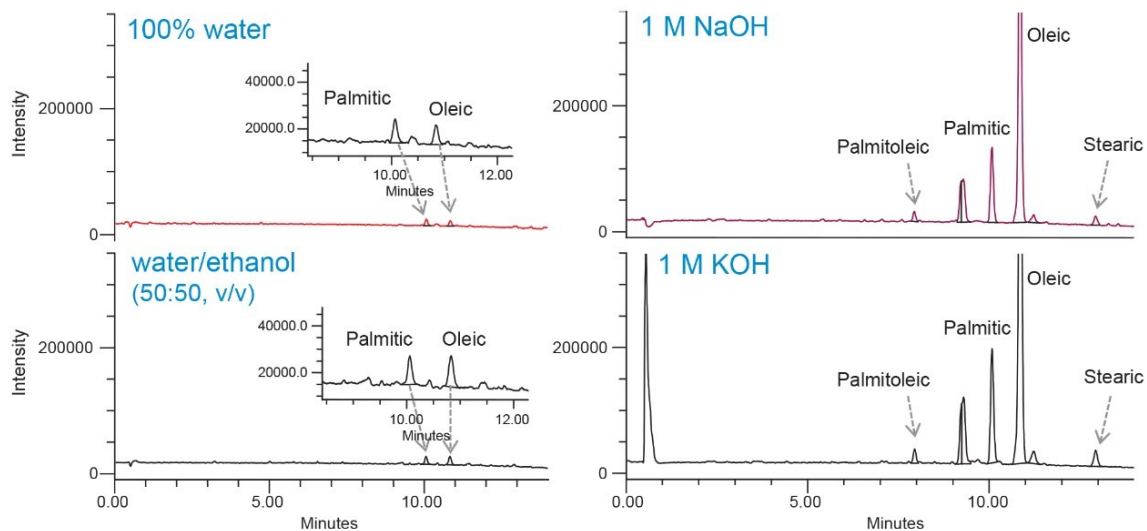 100% water
Intensity
200000
0
40000.0
20000.0
Palmitic
Oleic
10.00
12.00
Minutes
1 M NaOH
200000
0
Palmitoleic
Palmitic
Oleic
Stearic
water/ethanol
(50:50, v/v)
Intensity
200000
0
40000.0
20000.0
Palmitic
Oleic
10.00
12.00
Minutes
0.00
5.00
10.00
Minutes
1 M KOH
200000
0
Palmitoleic
Palmitic
Oleic
Stearic
0.00
5.00
10.00
Minutes